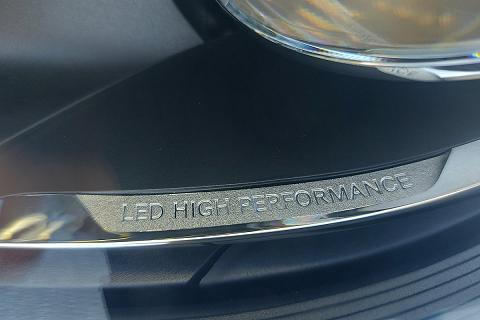 LED HIGH PERFORMANCE